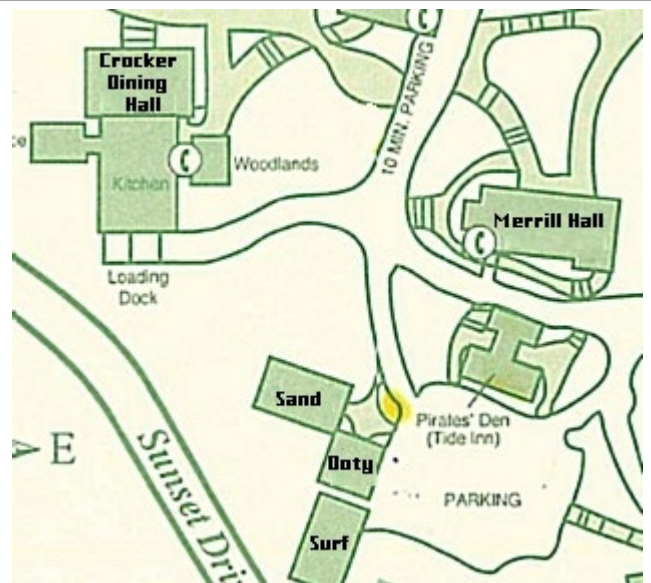 Crocker
Dining
Hall
10 MIN. PARKING
Woodlands
Kitchen
Merrill Hall
Loading
Dock
Sand
Pirates' Den
(Tide Inn)
E
Doty
PARKING
Sunset
Surf